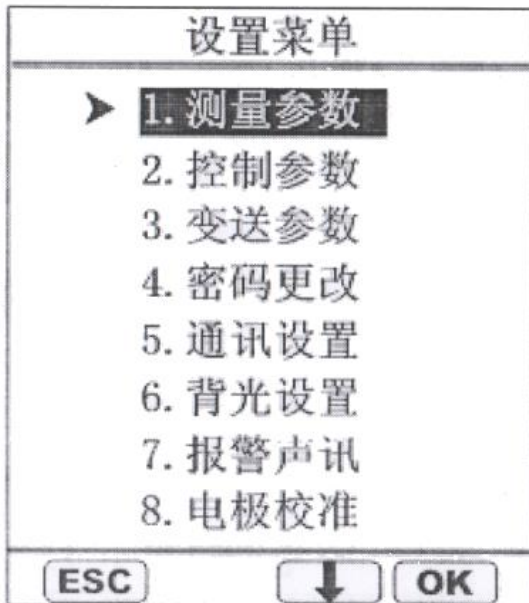 设置菜单
1. 测量参数
2. 控制参数
3. 变送参数
4. 密码更改
5. 通讯设置
6. 背光设置
7. 报警声讯
8. 电极校准
ESC OK